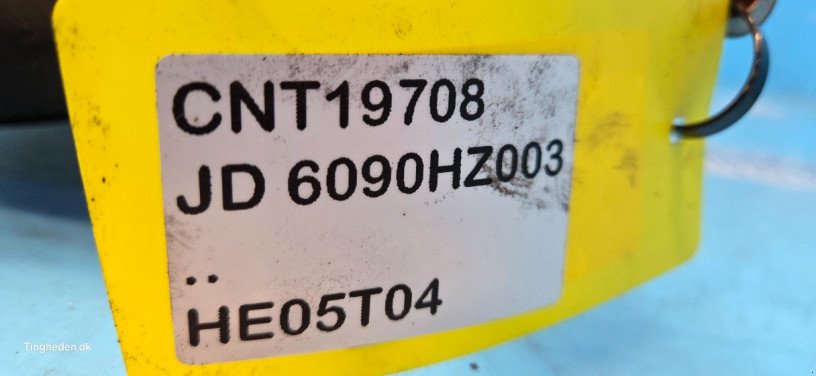 CNT19708
JD 6090HZ003
..
HE05T04
Tingheden.dk